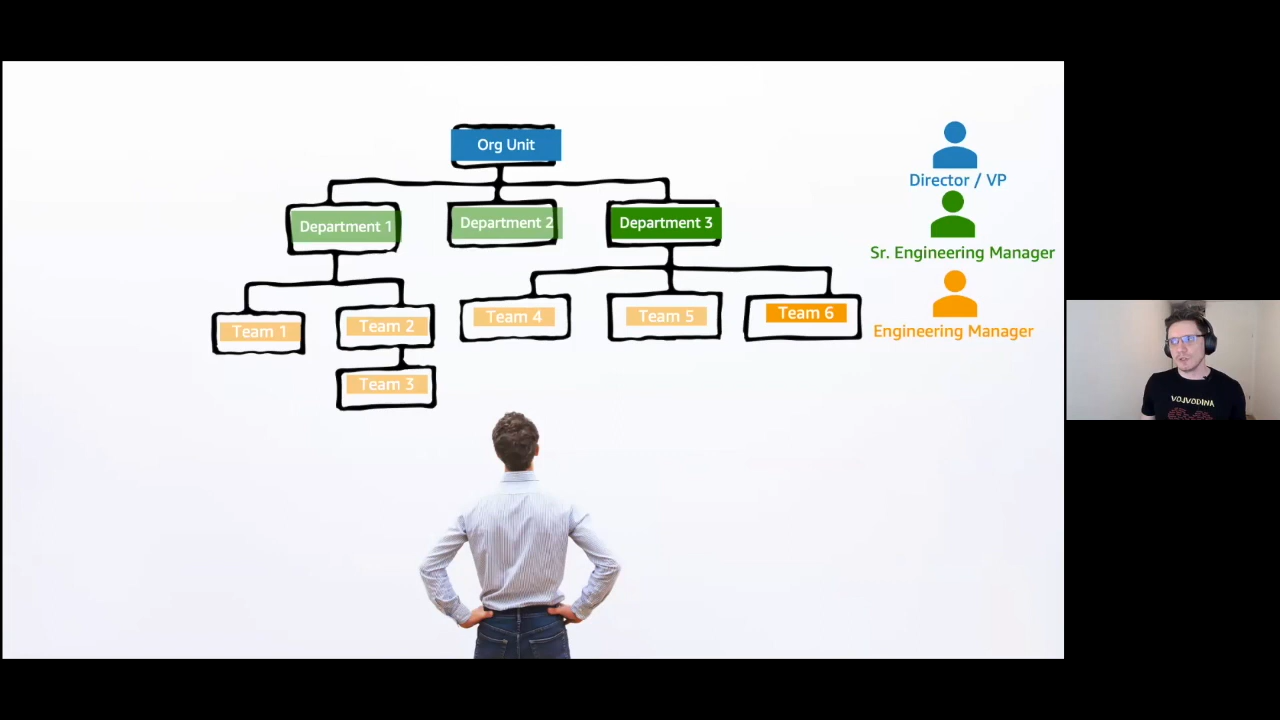 Org Unit
Director / VP
Department 1
Department 2
Department 3
Sr. Engineering Manager
Team 1
Team 2
Team 4
Team 5
Team 6
Engineering Manager
Team 3
VOJVODINA